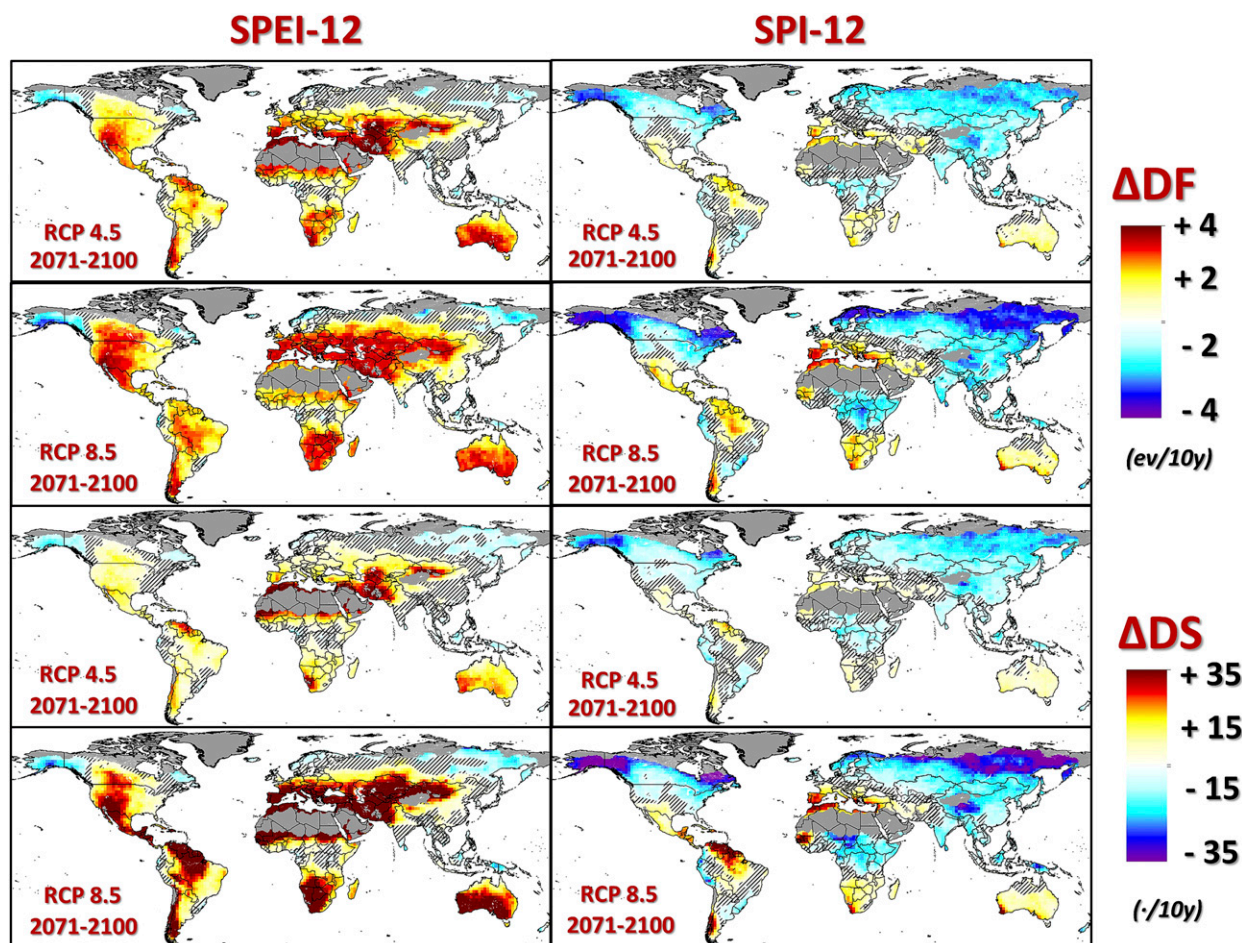 SPEI-12
SPI-12
RCP 4.5
2071-2100
RCP 4.5
2071-2100
ΔDF
+ 4
+ 2
- 2
- 4
(ev/10y)
RCP 8.5
2071-2100
RCP 8.5
2071-2100
RCP 4.5
2071-2100
RCP 4.5
2071-2100
ΔDS
+ 35
+ 15
- 15
- 35
(·/10y)
RCP 8.5
2071-2100
RCP 8.5
2071-2100